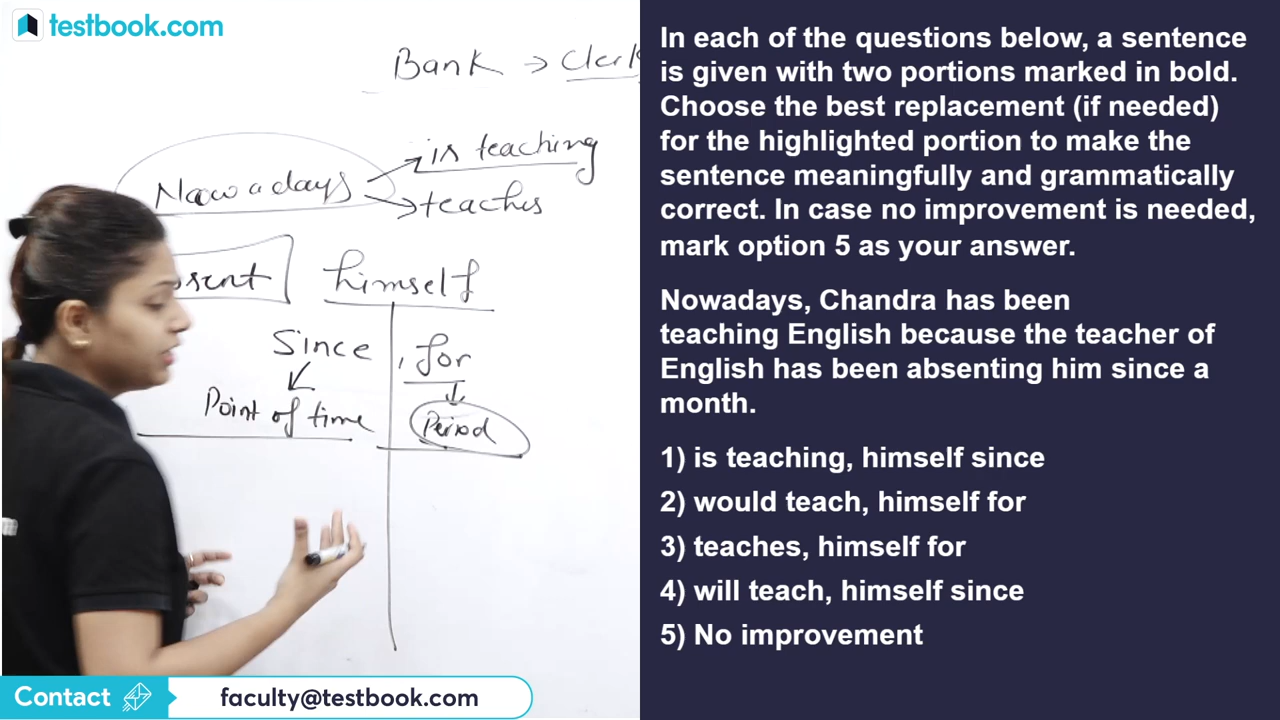 testbook.com
Bank → Clerk
Nowadays
is teaching
teaches
himself
Since , for
Point of time
Period
In each of the questions below, a sentence
is given with two portions marked in bold.
Choose the best replacement (if needed)
for the highlighted portion to make the
sentence meaningfully and grammatically
correct. In case no improvement is needed,
mark option 5 as your answer.
Nowadays, Chandra has been
teaching English because the teacher of
English has been absenting him since a
month.
1) is teaching, himself since
2) would teach, himself for
3) teaches, himself for
4) will teach, himself since
5) No improvement
Contact
faculty@testbook.com